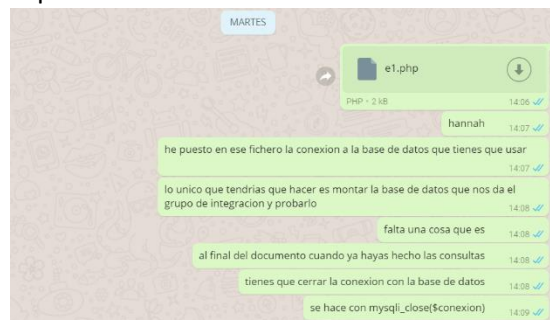 MARTES
e1.php
PHP • 2 kB 14:06
hannah 14:07
he puesto en ese fichero la conexion a la base de datos que tienes que usar
14:07
lo unico que tendrias que hacer es montar la base de datos que nos da el
grupo de integracion y probarlo 14:08
falta una cosa que es 14:08
al final del documento cuando ya hayas hecho las consultas 14:08
tienes que cerrar la conexion con la base de datos 14:08
se hace con mysqli_close($conexion) 14:09